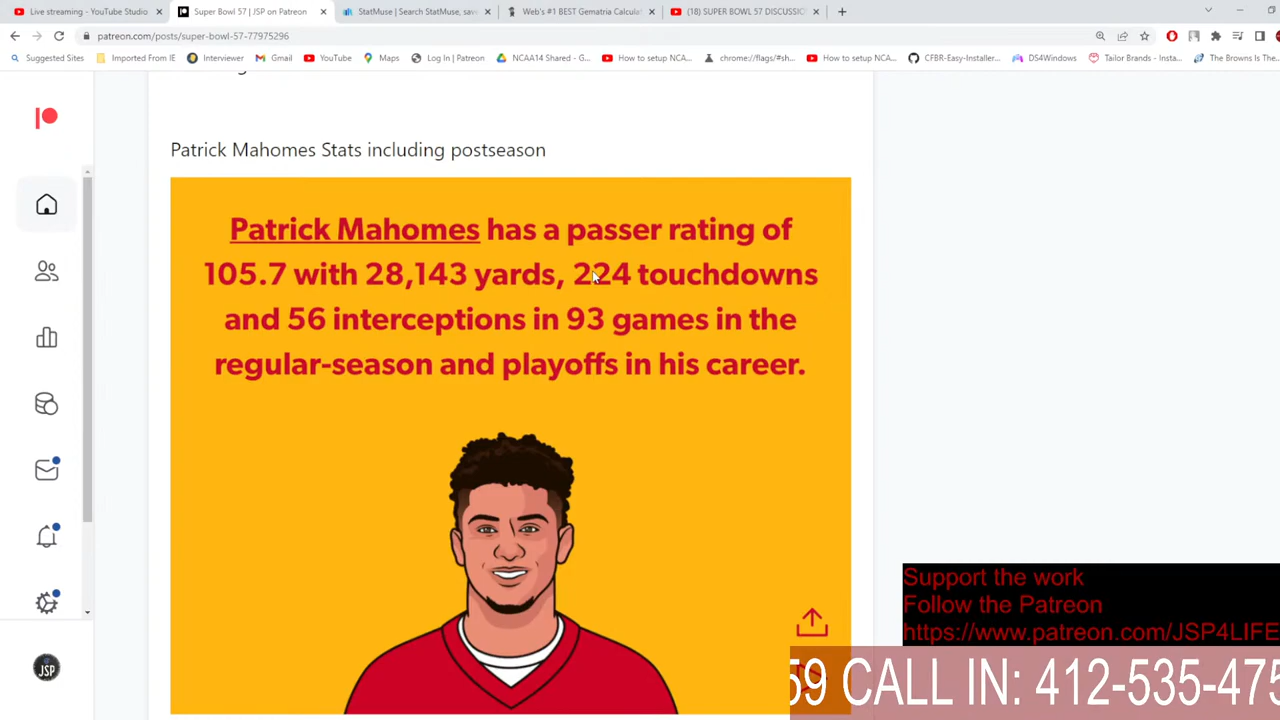 Live streaming - YouTube Studio
Super Bowl 57 | JSP on Patreon
StatMuse | Search StatMuse, sav
Web's #1 BEST Gematria Calculat
(18) SUPER BOWL 57 DISCUSSIO
patreon.com/posts/super-bowl-57-77975296
Suggested Sites
Imported From IE
Interviewer
Gmail
YouTube
Maps
Log In | Patreon
NCAA14 Shared - G...
How to setup NCA...
chrome://flags/#sh...
How to setup NCA...
CFBR-Easy-Installer...
DS4Windows
Tailor Brands - Insta...
The Browns Is The...
Patrick Mahomes Stats including postseason
Patrick Mahomes has a passer rating of
105.7 with 28,143 yards, 224 touchdowns
and 56 interceptions in 93 games in the
regular-season and playoffs in his career.
JSP
Support the work
Follow the Patreon
https://www.patreon.com/JSP4LIFE
59 CALL IN: 412-535-475